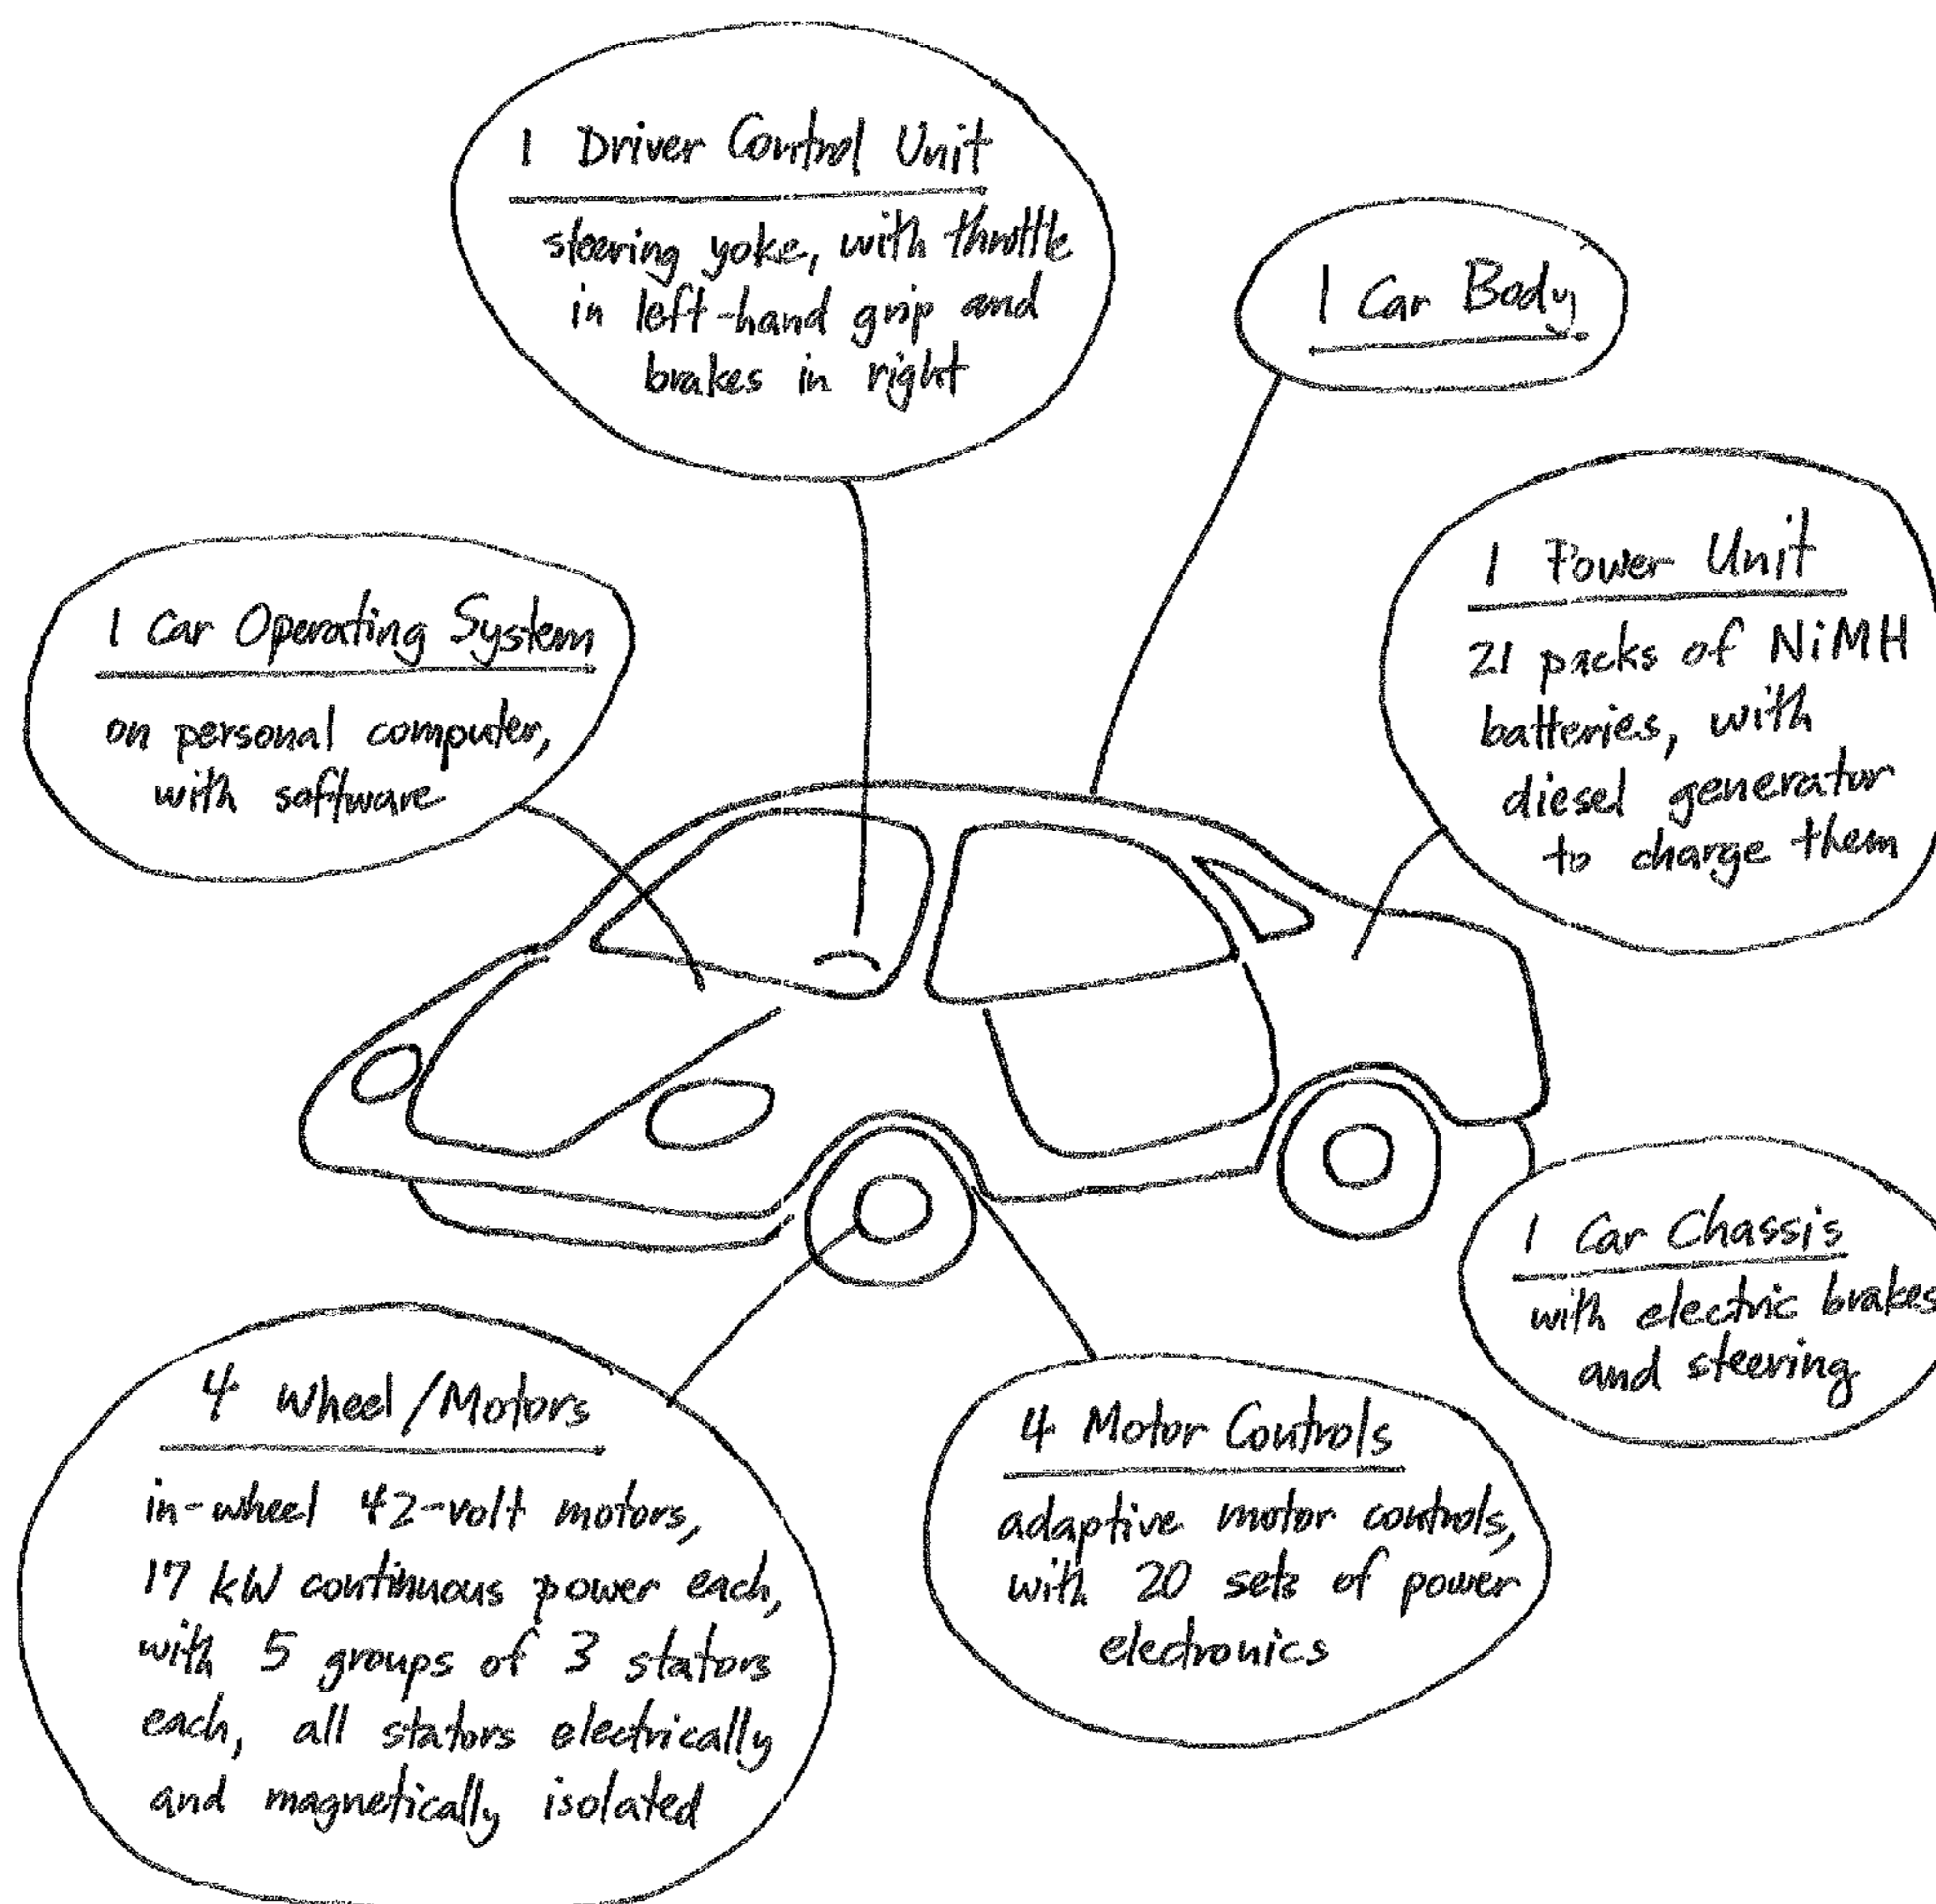 1 Driver Control Unit
steering yoke, with throttle
in left-hand grip and
brakes in right
1 Car Body
1 Car Operating System
on personal computer,
with software
1 Power Unit
21 packs of NiMH
batteries, with
diesel generator
to charge them
1 Car Chassis
with electric brakes
and steering
4 Wheel/Motors
in-wheel 42-volt motors,
17 kW continuous power each,
with 5 groups of 3 stators
each, all stators electrically
and magnetically isolated
4 Motor Controls
adaptive motor controls,
with 20 sets of power
electronics